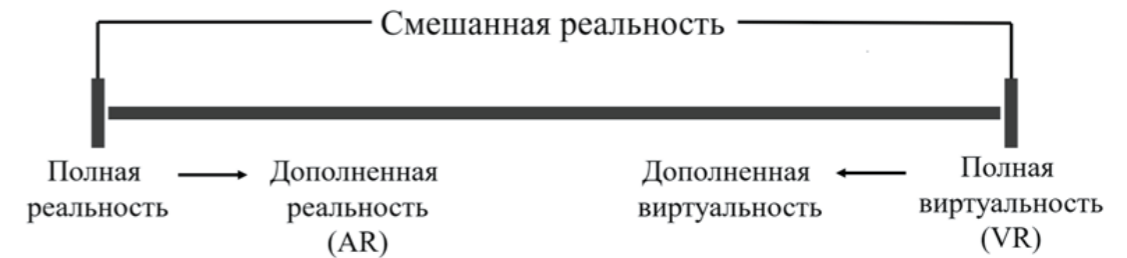 Смешанная реальность
Полная
реальность
Дополненная
реальность
(AR)
Дополненная
виртуальность
Полная
виртуальность
(VR)